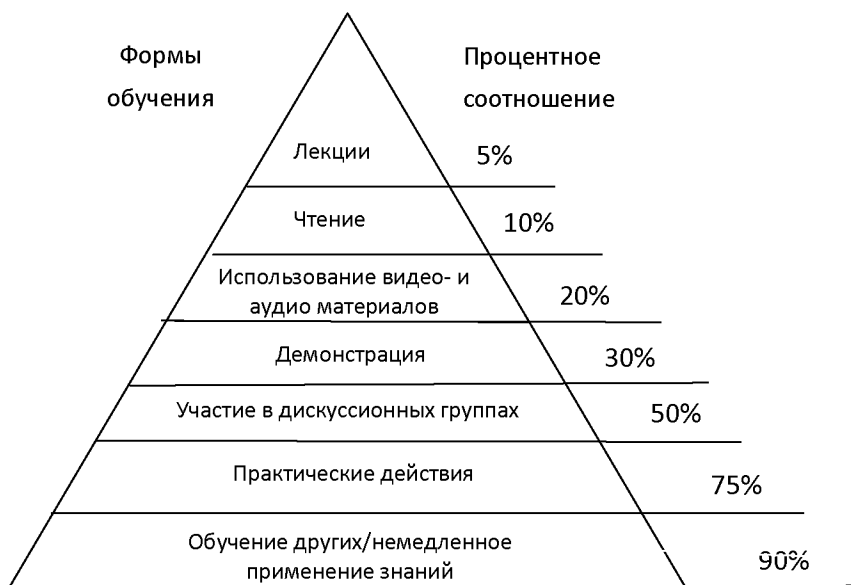 Формы
обучения
Процентное
соотношение
Лекции
5%
Чтение
10%
Использование видео- и
аудио материалов
20%
Демонстрация
30%
Участие в дискуссионных группах
50%
Практические действия
75%
Обучение других/немедленное
применение знаний
90%